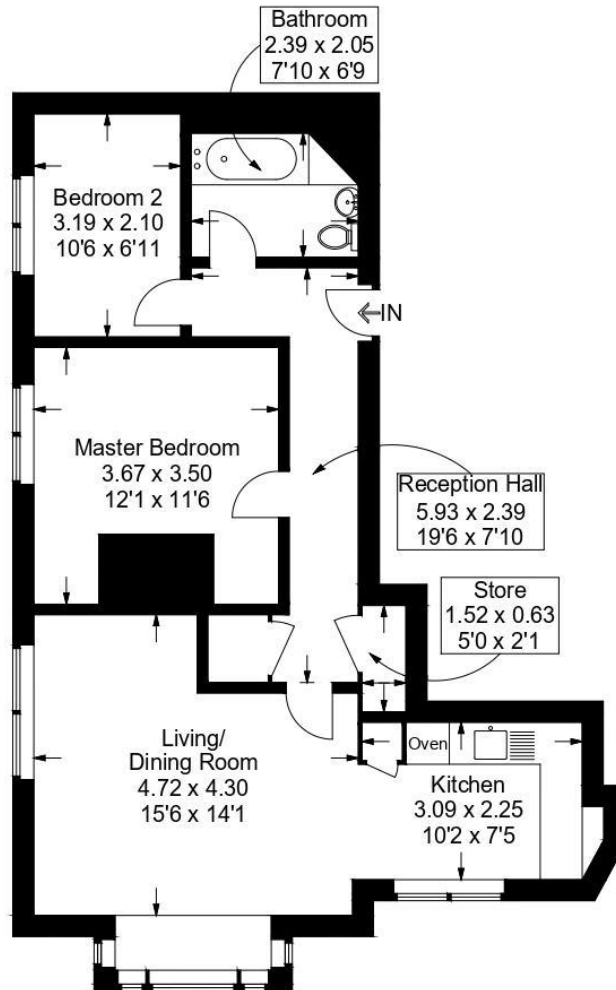 Bathroom
2.39 x 2.05
7'10 x 6'9
Bedroom 2
3.19 x 2.10
10'6 x 6'11
IN
Master Bedroom
3.67 x 3.50
12'1 x 11'6
Reception Hall
5.93 x 2.39
19'6 x 7'10
Store
1.52 x 0.63
5'0 x 2'1
Living/
Dining Room
4.72 x 4.30
15'6 x 14'1
Oven
Kitchen
3.09 x 2.25
10'2 x 7'5